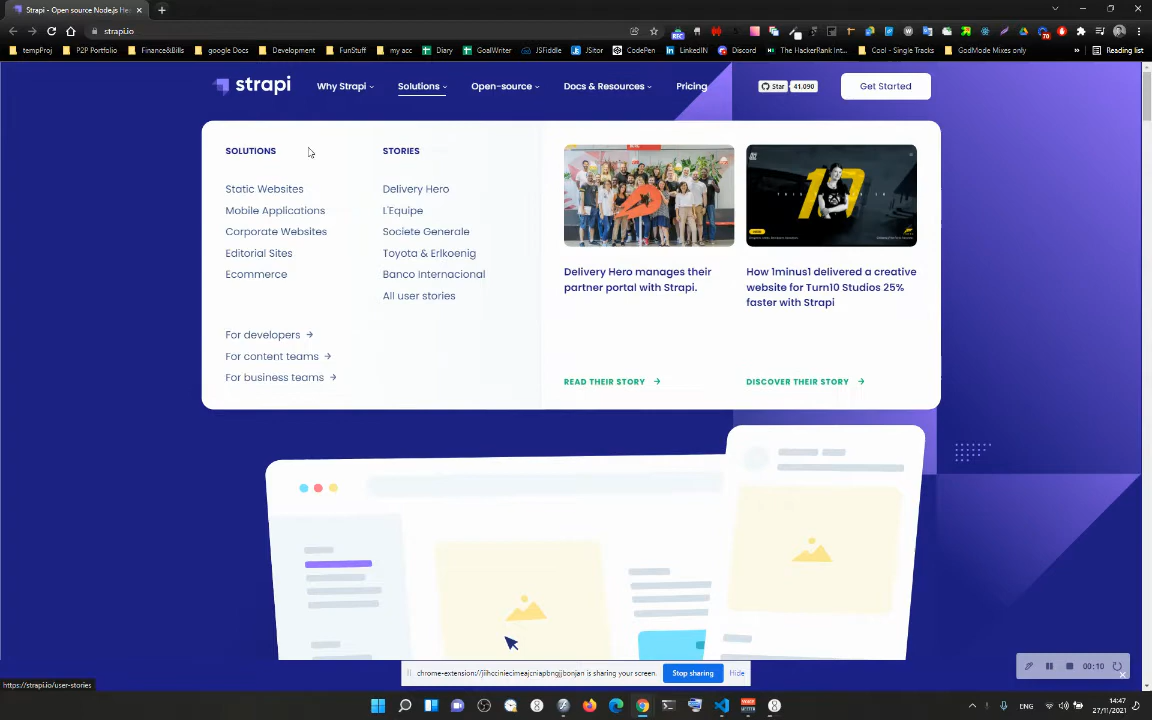 Strapi - Open source Node.js He
strapi.io
tempProj
P2P Portfolio
Finance&Bills
google Docs
Development
FunStuff
my acc
Diary
GoalWriter
JSFiddle
JSitor
CodePen
LinkedIN
Discord
The HackerRank Int...
Cool - Single Tracks
GodMode Mixes only
Reading list
strapi
Why Strapi
Solutions
Open-source
Docs & Resources
Pricing
Star
41.090
Get Started
SOLUTIONS
Static Websites
Mobile Applications
Corporate Websites
Editorial Sites
Ecommerce
For developers
For content teams
For business teams
STORIES
Delivery Hero
L'Equipe
Societe Generale
Toyota & Erlkoenig
Banco Internacional
All user stories
Delivery Hero manages their
partner portal with Strapi.
READ THEIR STORY
10
How 1minus1 delivered a creative
website for Turn10 Studios 25%
faster with Strapi
DISCOVER THEIR STORY
chrome-extension://jiihcciniecimeajcniapbngjjbonjan is sharing your screen.
Stop sharing
Hide
00:10
https://strapi.io/user-stories
ENG
14:47
27/11/2021